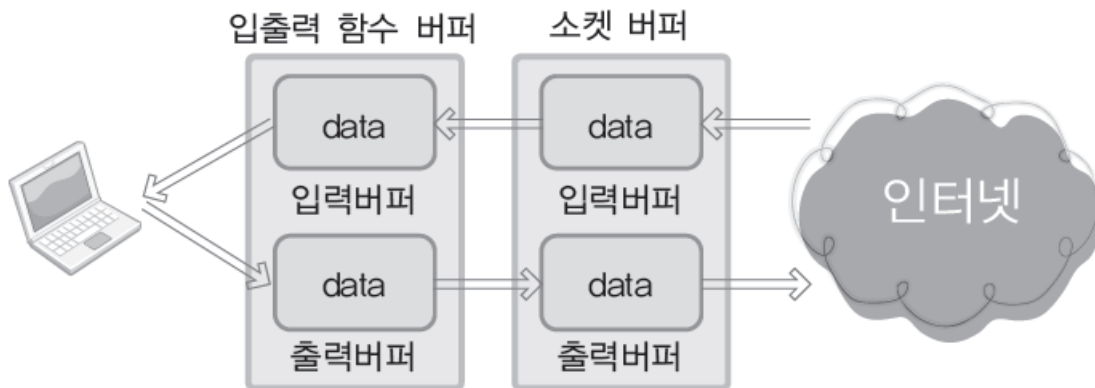 입출력 함수 버퍼
소켓 버퍼
data
data
입력버퍼
입력버퍼
인터넷
data
data
출력버퍼
출력버퍼